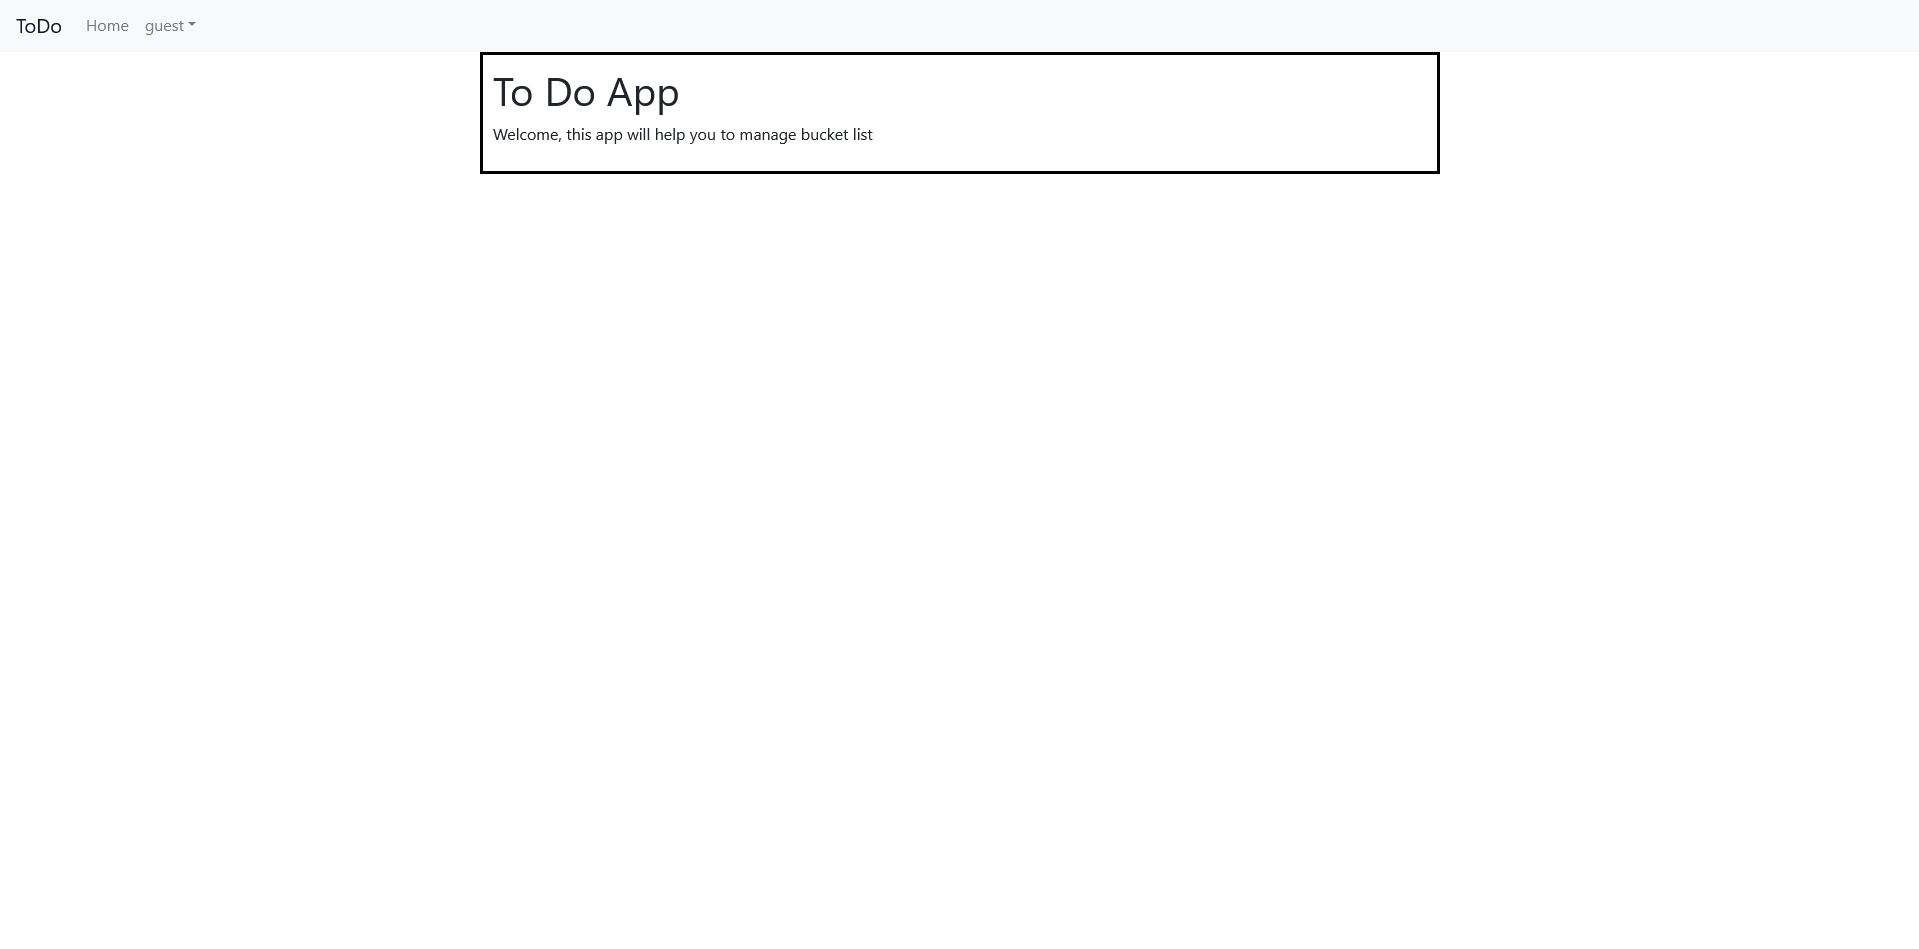 ToDo Home guest
To Do App
Welcome, this app will help you to manage bucket list